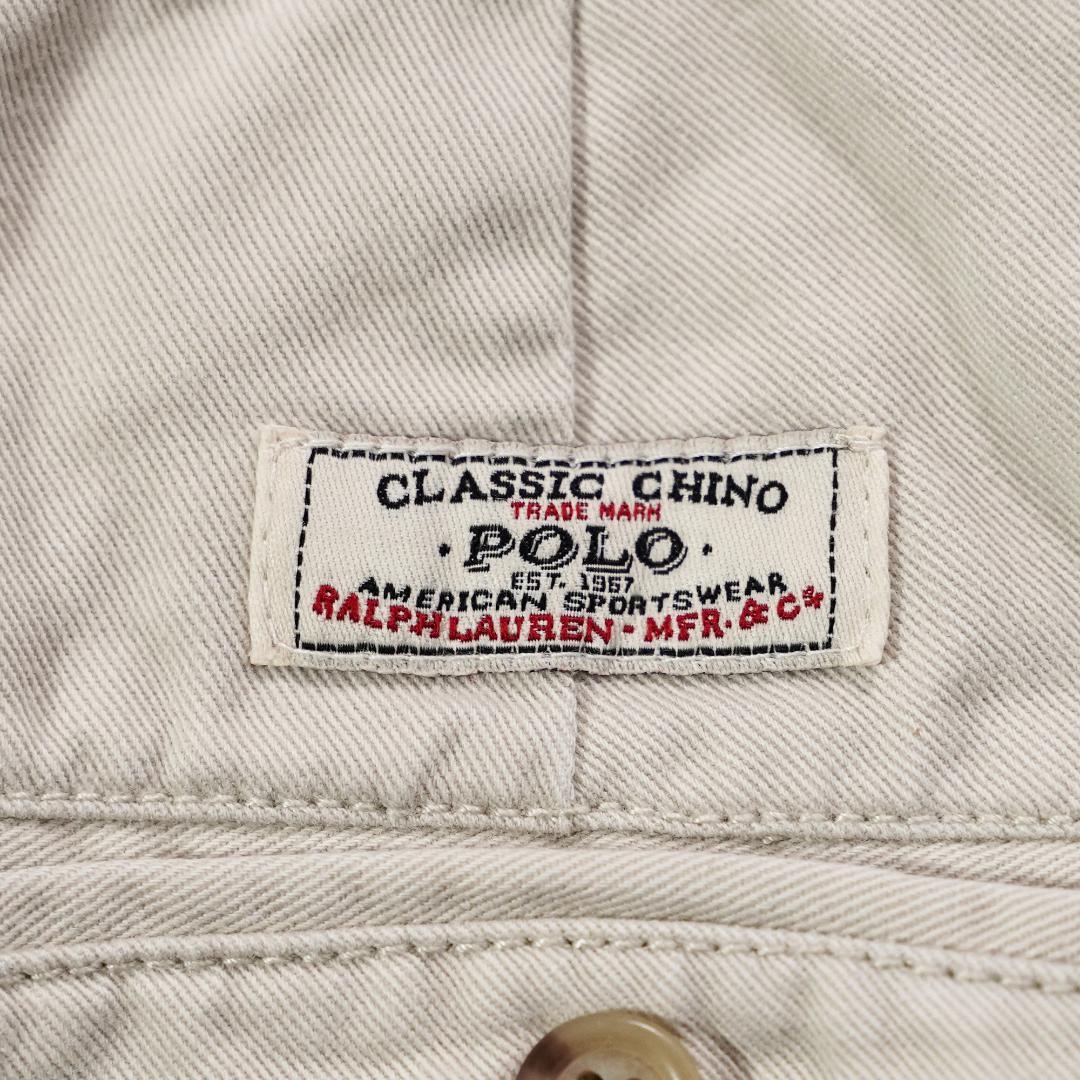 CLASSIC CHINO
TRADE MARK
· POLO ·
EST. 1967
AMERICAN SPORTSWEAR
RALPH LAUREN - MFR. & Co